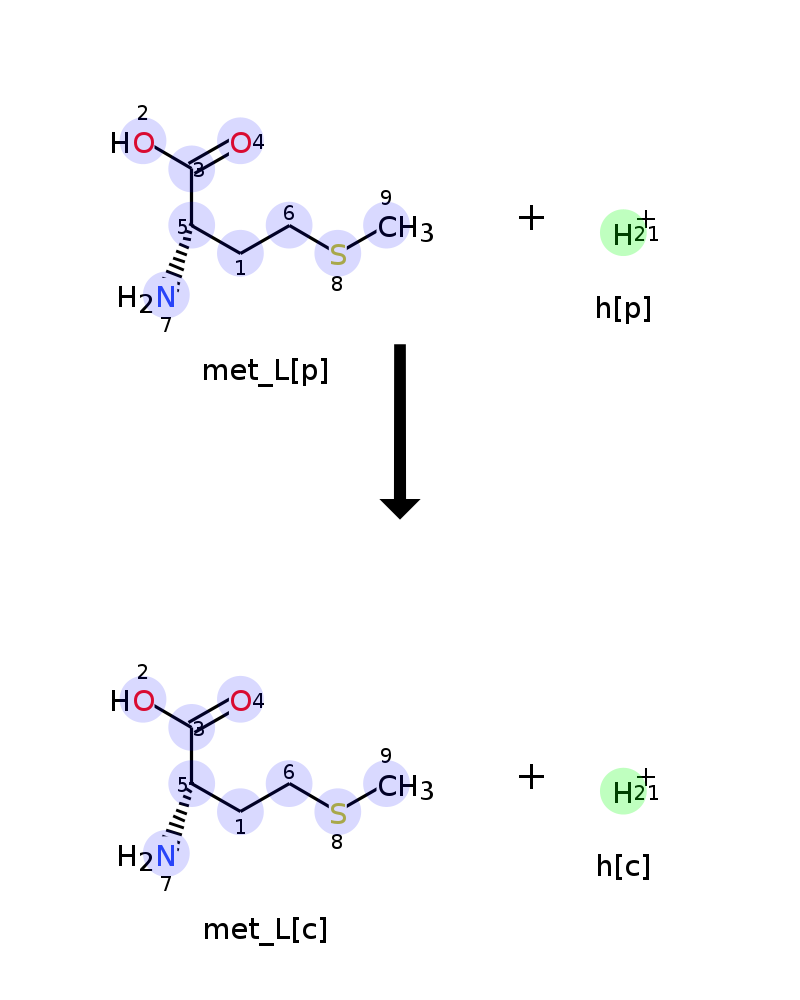 2
HO O4
3
9
5 6 CH3 + H+21
1 S
8
H2N
7
h[p]
met_L[p]
2
HO O4
3
9
5 6 CH3 + H+21
1 S
8
H2N
7
h[c]
met_L[c]